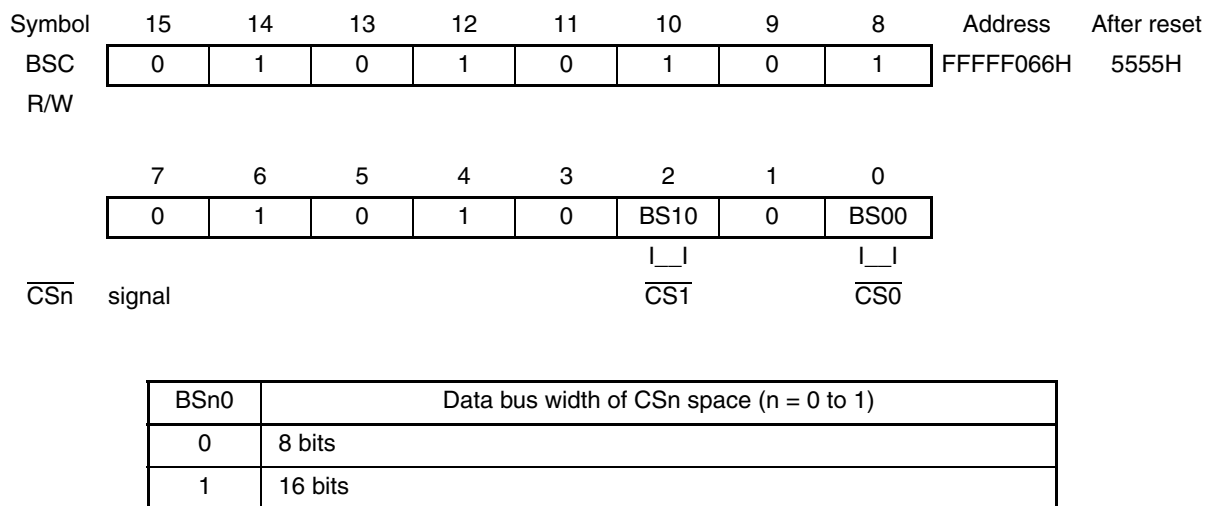 Symbol 15 14 13 12 11 10 9 8 Address After reset
BSC 0 1 0 1 0 1 0 1 FFFFF066H 5555H
R/W
7 6 5 4 3 2 1 0
0 1 0 1 0 BS10 0 BS00
I__I I__I
CSn signal CS1 CS0
BSn0 Data bus width of CSn space (n = 0 to 1)
0 8 bits
1 16 bits